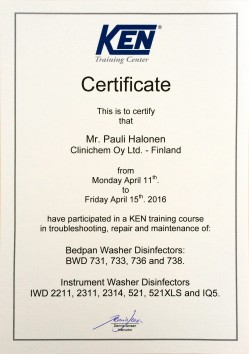 KEN®
Training Center
Certificate
This is to certify
that
Mr. Pauli Halonen
Clinichem Oy Ltd. - Finland
from
Monday April 11th.
to
Friday April 15th. 2016
have participated in a KEN training course
in troubleshooting, repair and maintenance of:
Bedpan Washer Disinfectors:
BWD 731, 733, 736 and 738.
Instrument Washer Disinfectors
IWD 2211, 2311, 2314, 521, 521XLS and IQ5.